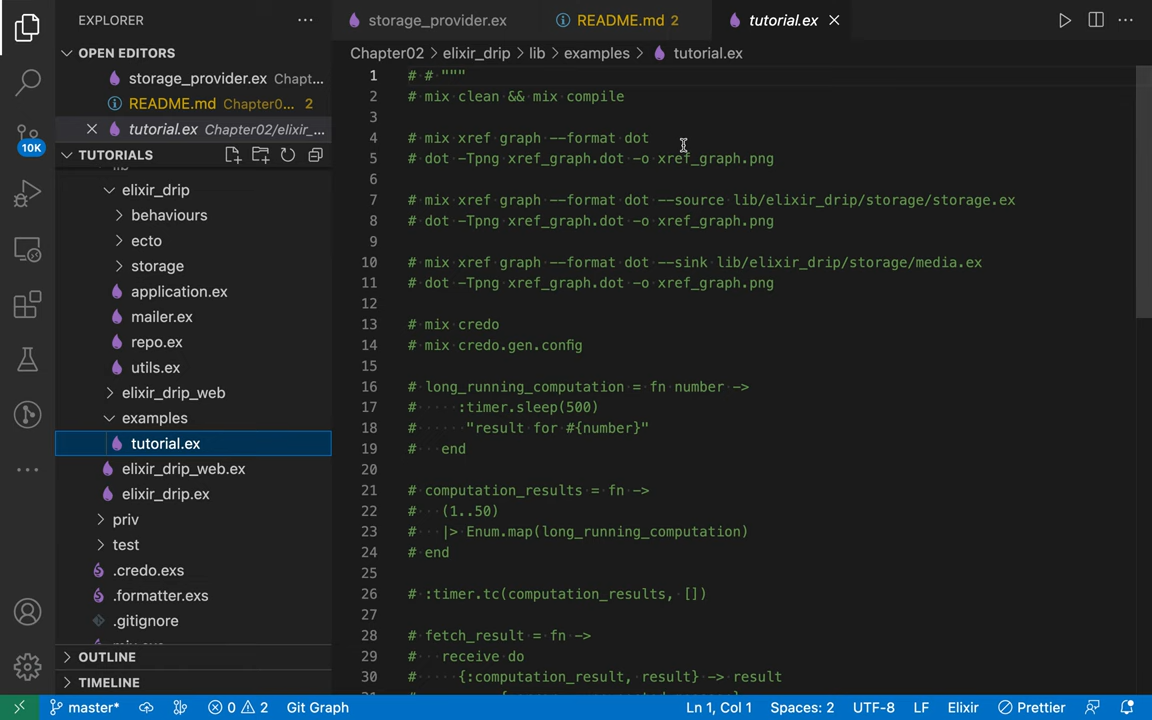 EXPLORER
OPEN EDITORS
storage_provider.ex Chapt...
README.md Chapter0... 2
tutorial.ex Chapter02/elixir_...
TUTORIALS
elixir_drip
behaviours
ecto
storage
application.ex
mailer.ex
repo.ex
utils.ex
elixir_drip_web
examples
tutorial.ex
elixir_drip_web.ex
elixir_drip.ex
priv
test
.credo.exs
.formatter.exs
.gitignore
OUTLINE
TIMELINE
10K
storage_provider.ex README.md 2 tutorial.ex
Chapter02 > elixir_drip > lib > examples > tutorial.ex
1 # # """
2 # mix clean && mix compile
3
4 # mix xref graph --format dot
5 # dot -Tpng xref_graph.dot -o xref_graph.png
6
7 # mix xref graph --format dot --source lib/elixir_drip/storage/storage.ex
8 # dot -Tpng xref_graph.dot -o xref_graph.png
9
10 # mix xref graph --format dot --sink lib/elixir_drip/storage/media.ex
11 # dot -Tpng xref_graph.dot -o xref_graph.png
12
13 # mix credo
14 # mix credo.gen.config
15
16 # long_running_computation = fn number ->
17 #     :timer.sleep(500)
18 #      "result for #{number}"
19 #   end
20
21 # computation_results = fn ->
22 #   (1..50)
23 #   |> Enum.map(long_running_computation)
24 # end
25
26 # :timer.tc(computation_results, [])
27
28 # fetch_result = fn ->
29 #   receive do
30 #     {:computation_result, result} -> result
master* 0 2 Git Graph Ln 1, Col 1 Spaces: 2 UTF-8 LF Elixir Prettier